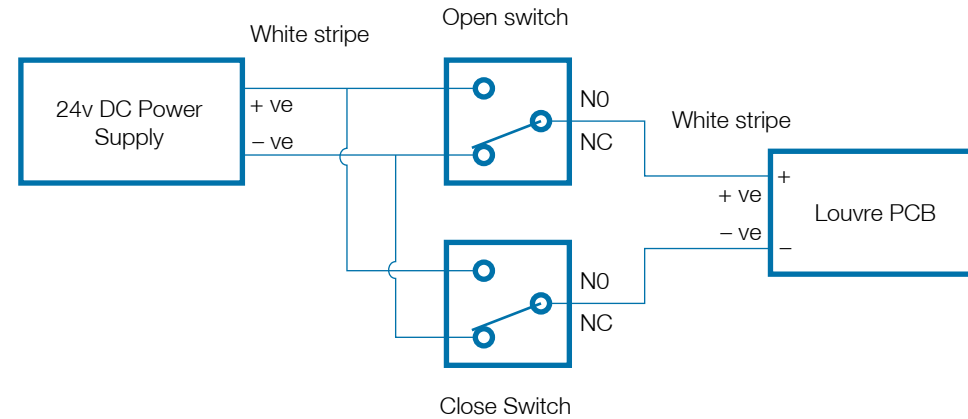 Open switch
White stripe
24v DC Power
Supply
+ ve
– ve
N0
NC
White stripe
+
+ ve
– ve
–
Louvre PCB
N0
NC
Close Switch